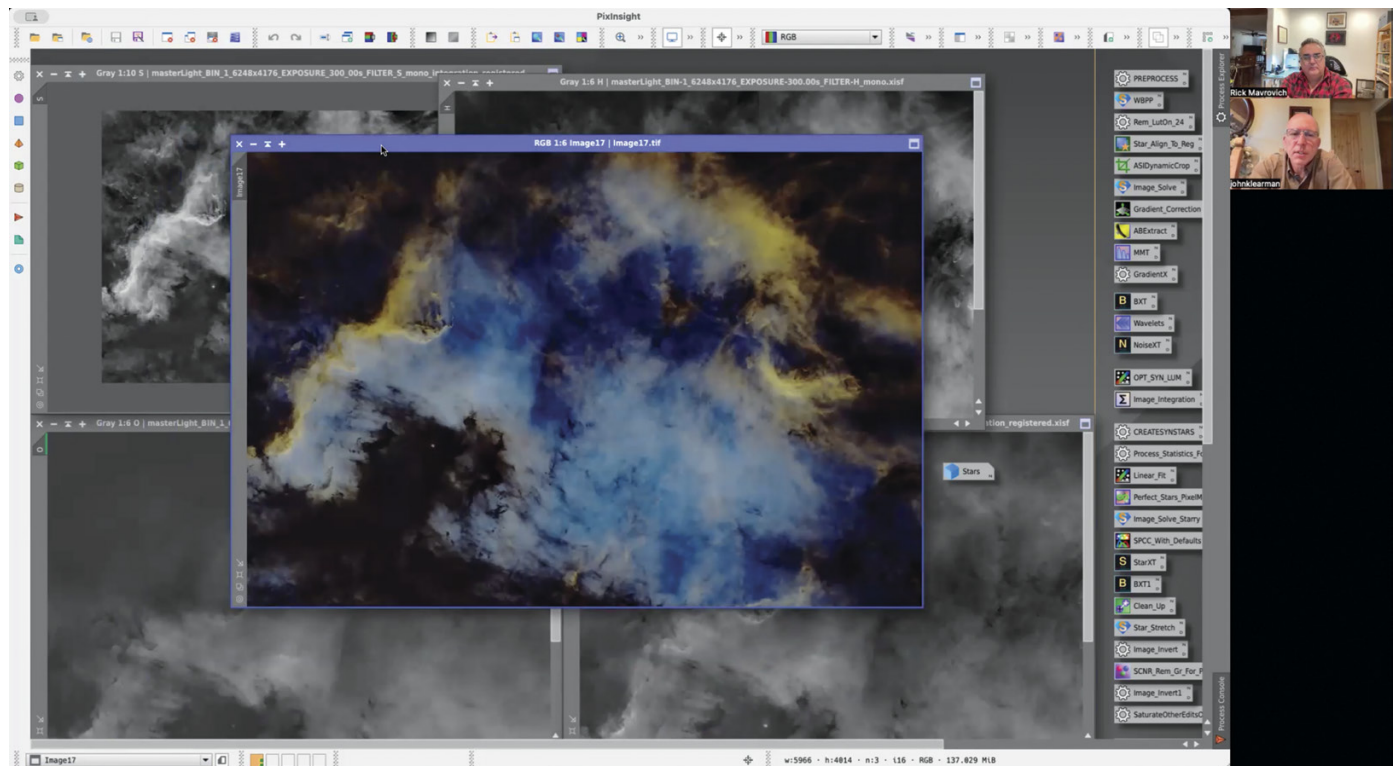 PixInsight
RGB
Gray 1:10 S | masterLight_BIN_1_6248x4176_EXPOSURE_300_00s_FILTER_S_mono_integration_registered
Gray 1:6 H | masterLight_BIN-1_6248x4176_EXPOSURE-300.00s_FILTER-H_mono.xisf
RGB 1:6 Image17 | Image17.tif
Image17
S
H
Gray 1:6 O | masterLight_BIN_1_
ation_registered.xisf
O
Stars
PREPROCESS
WBPP
Rem_LutOn_24
Star_Align_To_Reg
ASIDynamicCrop
Image_Solve
Gradient_Correction
ABExtract
MMT
GradientX
B BXT
Wavelets
N NoiseXT
OPT_SYN_LUM
Σ Image_Integration
CREATESYNSTARS
Process_Statistics_Fo
Linear_Fit
Perfect_Stars_PixelM
Image_Solve_Starry
SPCC_With_Defaults
S StarXT
B BXT1
Clean_Up
Star_Stretch
Image_Invert
SCNR_Rem_Gr_For_P
Image_Invert1
SaturateOtherEditsO
Process Explorer
Process Console
Rick Mavrovich
johnklearman
Image17
w:5966 · h:4014 · n:3 · i16 · RGB · 137.029 MiB